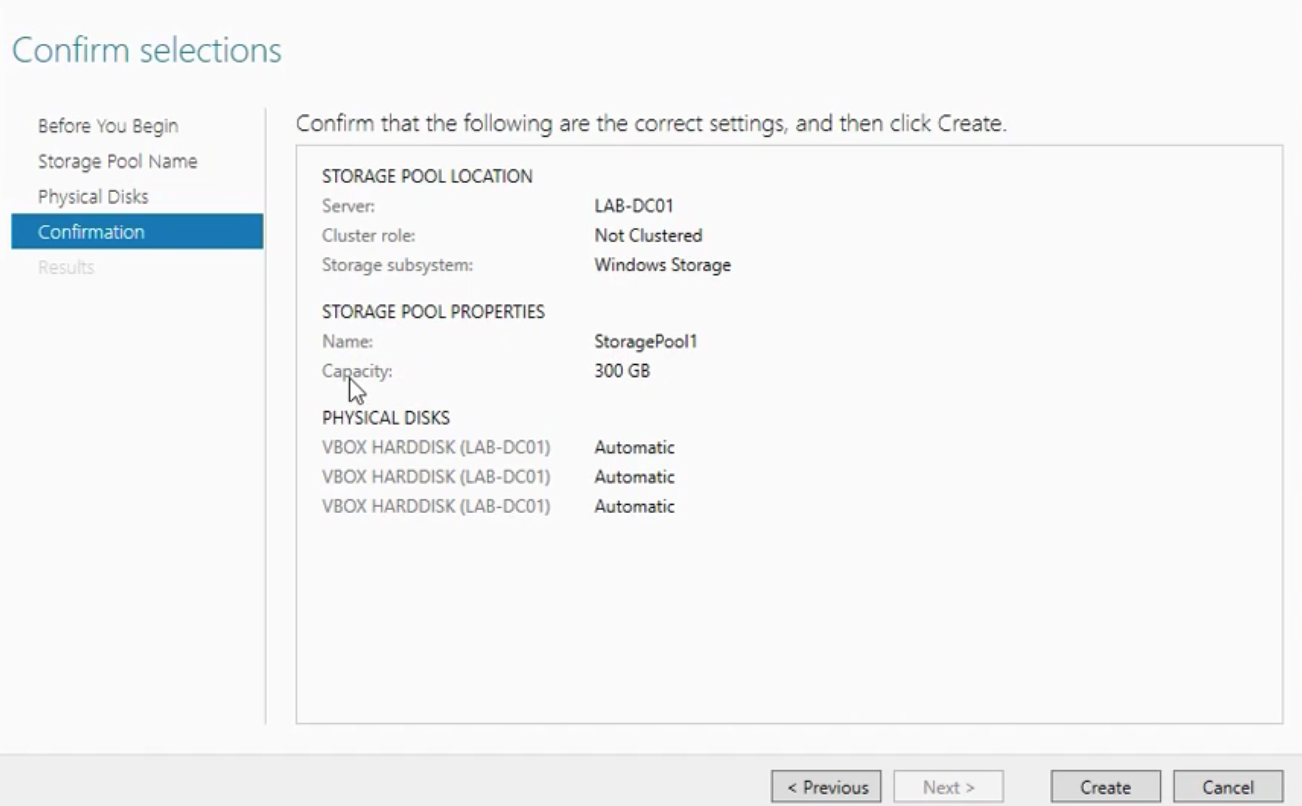 Confirm selections
Before You Begin
Storage Pool Name
Physical Disks
Confirmation
Results
Confirm that the following are the correct settings, and then click Create.
STORAGE POOL LOCATION
Server: LAB-DC01
Cluster role: Not Clustered
Storage subsystem: Windows Storage
STORAGE POOL PROPERTIES
Name: StoragePool1
Capacity: 300 GB
PHYSICAL DISKS
VBOX HARDDISK (LAB-DC01) Automatic
VBOX HARDDISK (LAB-DC01) Automatic
VBOX HARDDISK (LAB-DC01) Automatic
< Previous Next > Create Cancel